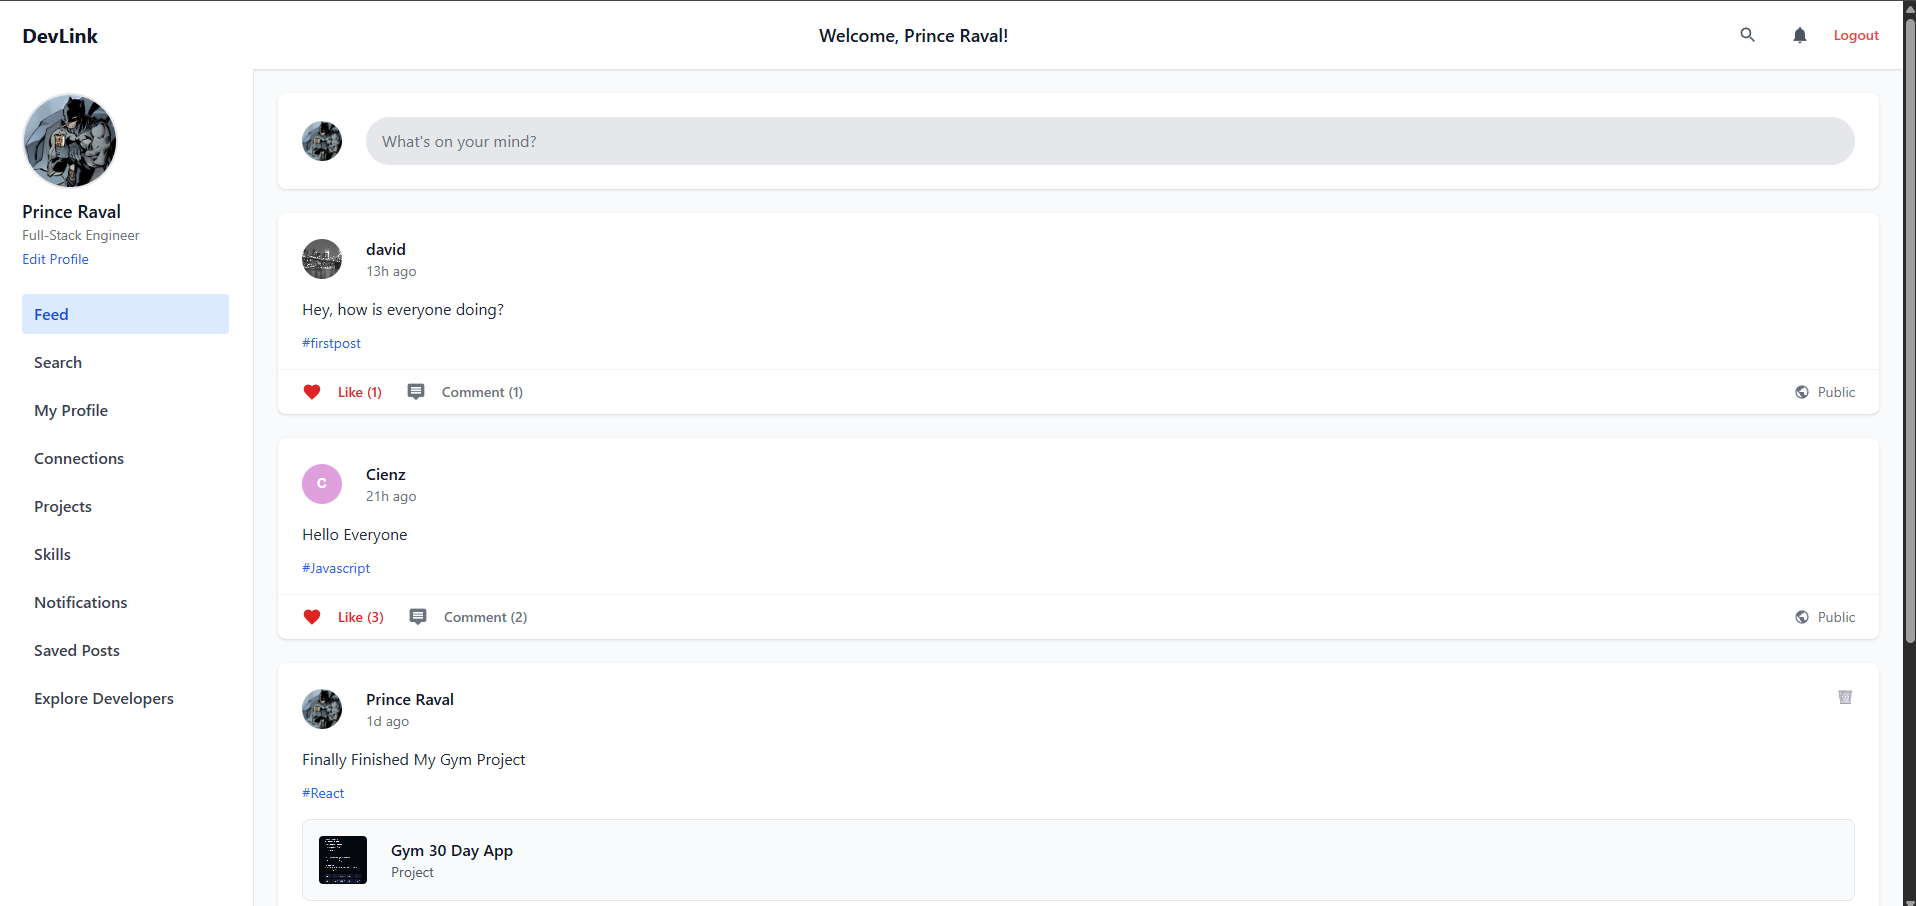 DevLink
Welcome, Prince Raval!
Logout
Prince Raval
Full-Stack Engineer
Edit Profile
Feed
Search
My Profile
Connections
Projects
Skills
Notifications
Saved Posts
Explore Developers
What's on your mind?
david
13h ago
Hey, how is everyone doing?
#firstpost
Like (1)
Comment (1)
Public
C
Cienz
21h ago
Hello Everyone
#Javascript
Like (3)
Comment (2)
Public
Prince Raval
1d ago
Finally Finished My Gym Project
#React
Gym 30 Day App
Project